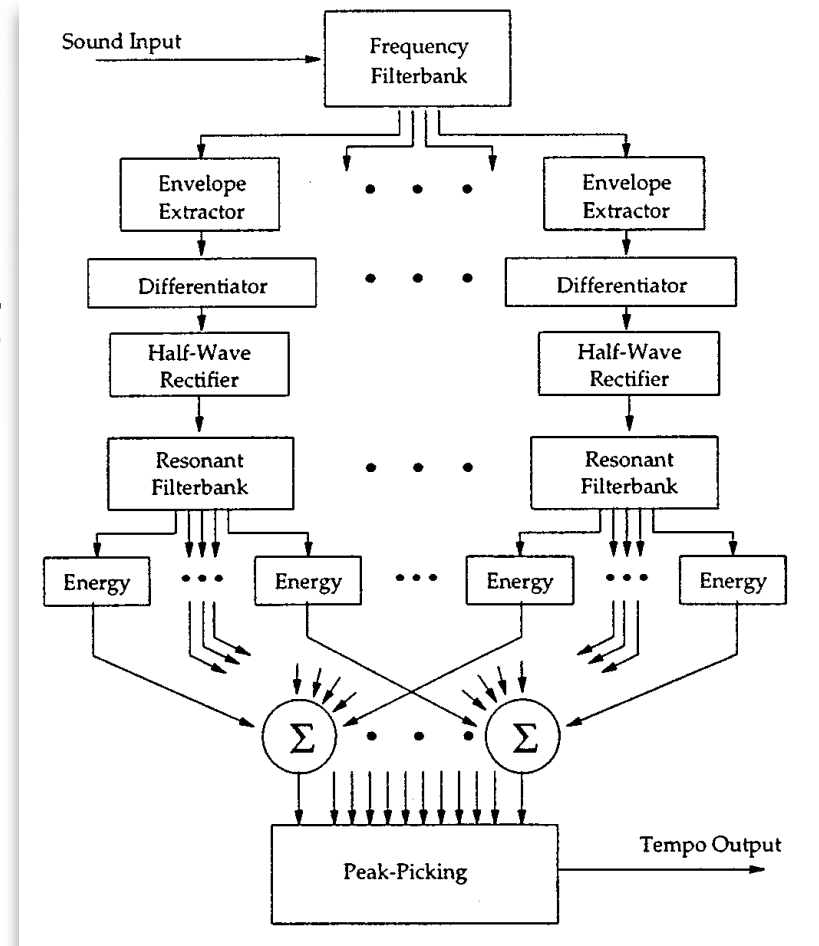 Sound Input
Frequency
Filterbank
Envelope
Extractor
Envelope
Extractor
Differentiator
Differentiator
Half-Wave
Rectifier
Half-Wave
Rectifier
Resonant
Filterbank
Resonant
Filterbank
Energy
Energy
Energy
Energy
Σ
Σ
Peak-Picking
Tempo Output